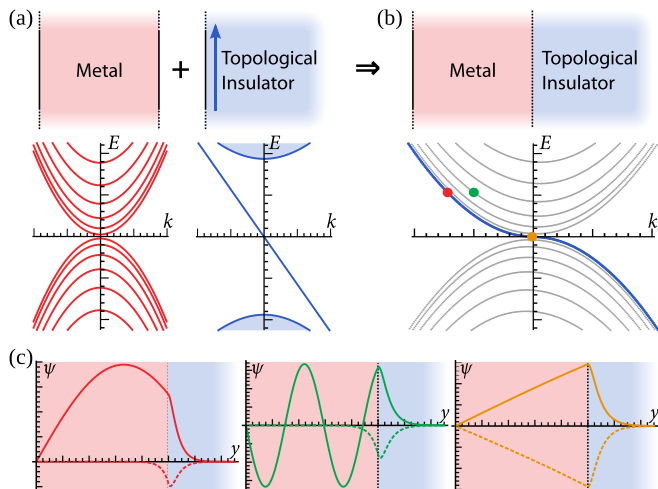 (a)
Metal
+
Topological
Insulator
⇒
(b)
Metal
Topological
Insulator
E
k
E
k
E
k
(c)
ψ
y
ψ
y
ψ
y